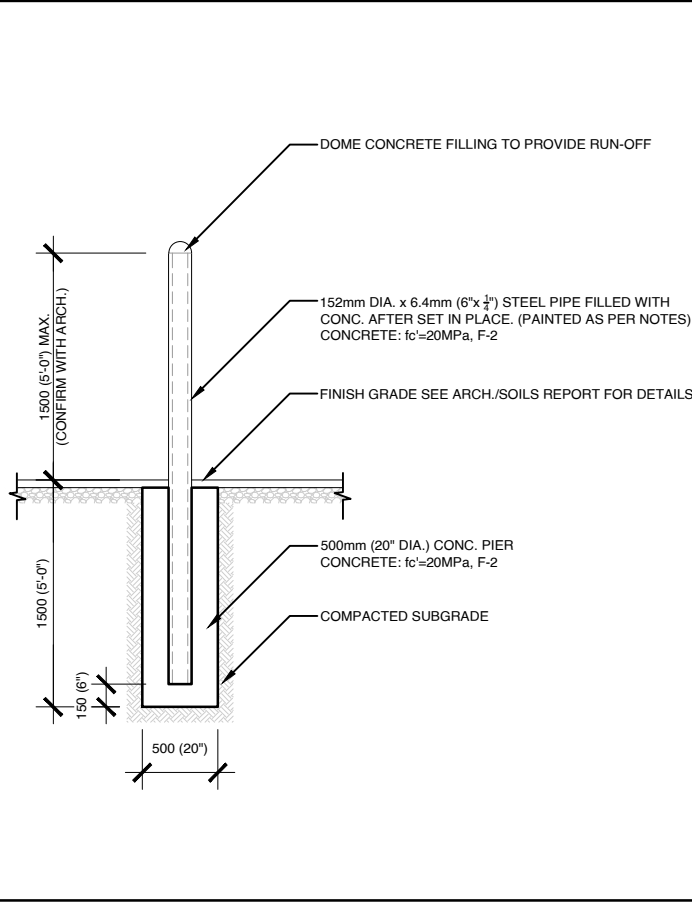 DOME CONCRETE FILLING TO PROVIDE RUN-OFF
1500 (5'-0") MAX.
(CONFIRM WITH ARCH.)
152mm DIA. x 6.4mm (6"x ¼") STEEL PIPE FILLED WITH
CONC. AFTER SET IN PLACE. (PAINTED AS PER NOTES)
CONCRETE: fc'=20MPa, F-2
FINISH GRADE SEE ARCH./SOILS REPORT FOR DETAILS
1500 (5'-0")
500mm (20" DIA.) CONC. PIER
CONCRETE: fc'=20MPa, F-2
COMPACTED SUBGRADE
150 (6")
500 (20")